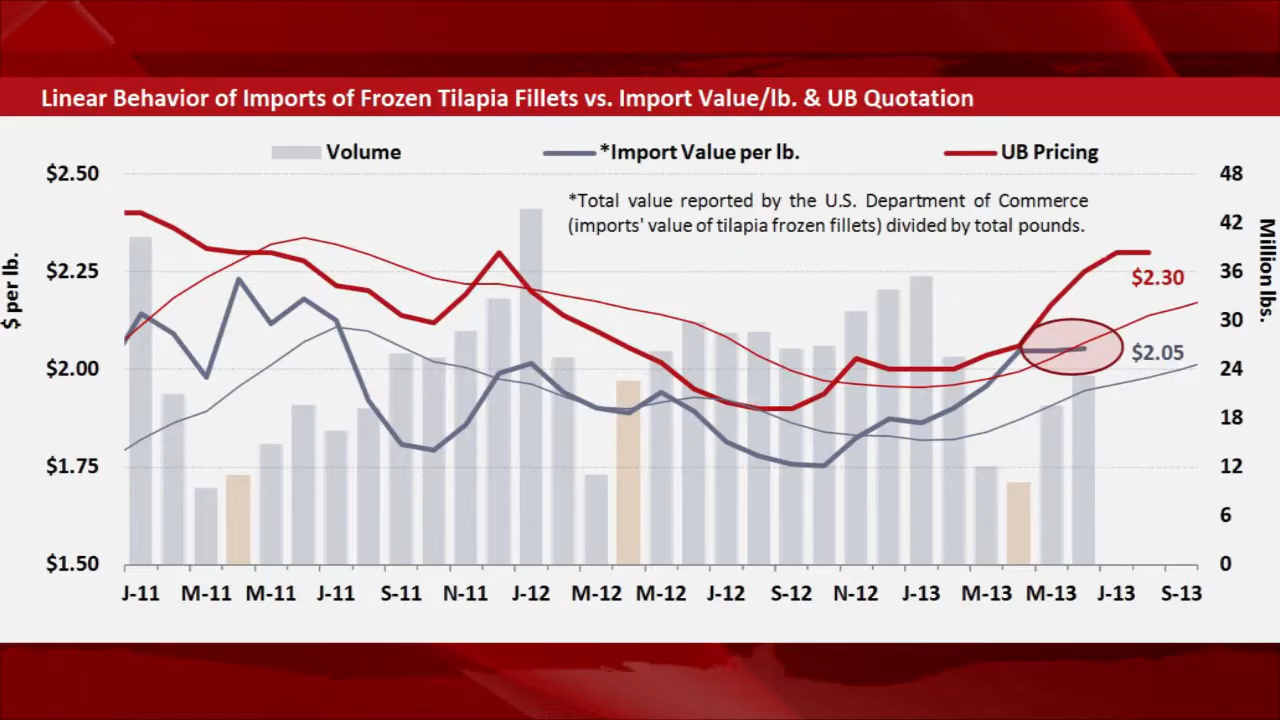 Linear Behavior of Imports of Frozen Tilapia Fillets vs. Import Value/lb. & UB Quotation
Volume
*Import Value per lb.
UB Pricing
*Total value reported by the U.S. Department of Commerce
(imports' value of tilapia frozen fillets) divided by total pounds.
$ per lb.
$2.50
$2.25
$2.00
$1.75
$1.50
48
42
36
30
24
18
12
6
0
Million lbs.
$2.30
$2.05
J-11
M-11
M-11
J-11
S-11
N-11
J-12
M-12
M-12
J-12
S-12
N-12
J-13
M-13
M-13
J-13
S-13